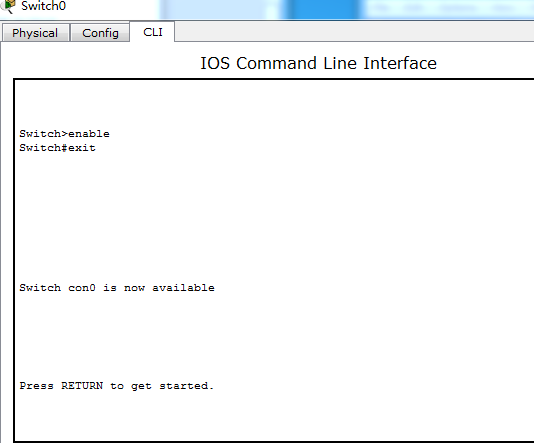 Switch0
Physical Config CLI
IOS Command Line Interface
Switch>enable
Switch#exit
Switch con0 is now available
Press RETURN to get started.